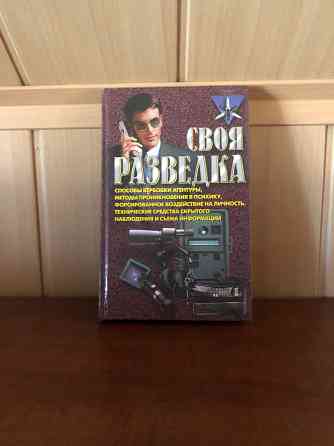 СВОЯ
РАЗВЕДКА
СПОСОБЫ ВЕРБОВКИ АГЕНТУРЫ,
МЕТОДЫ ПРОНИКНОВЕНИЯ В ПСИХИКУ,
ФОРСИРОВАННОЕ ВОЗДЕЙСТВИЕ НА ЛИЧНОСТЬ,
ТЕХНИЧЕСКИЕ СРЕДСТВА СКРЫТОГО
НАБЛЮДЕНИЯ И СЪЕМА ИНФОРМАЦИИ